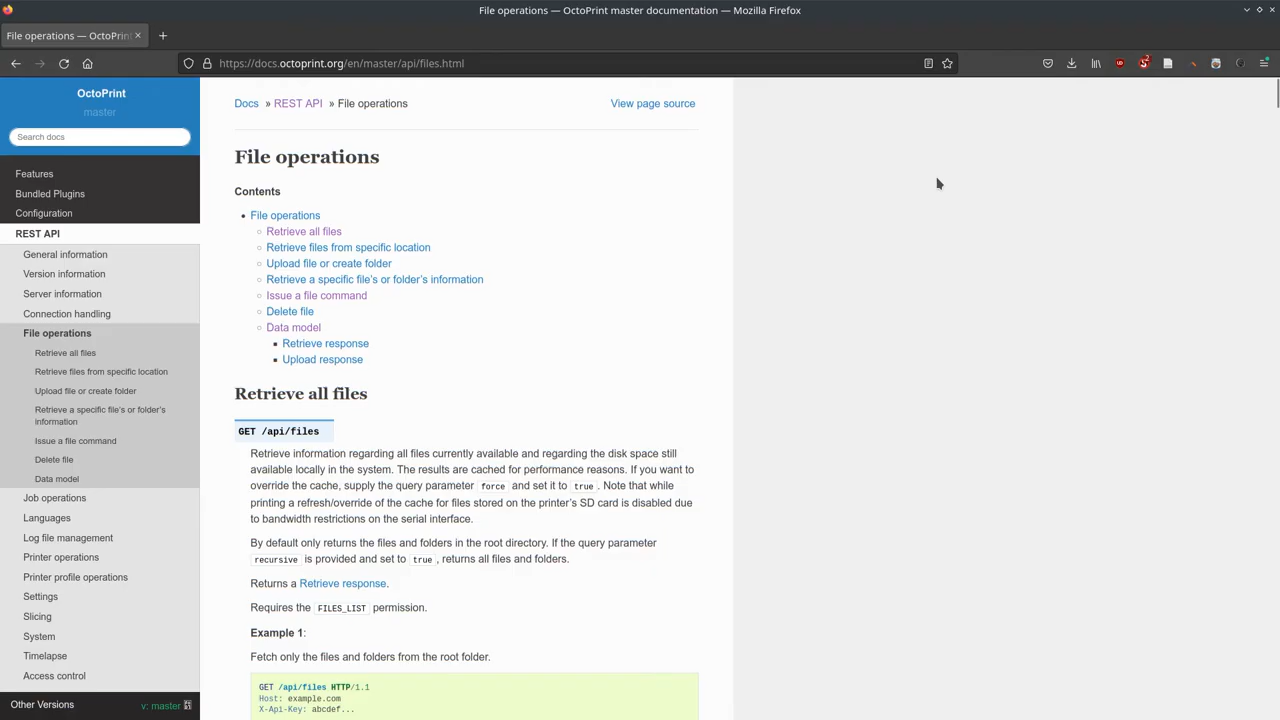 File operations — OctoPrint master documentation — Mozilla Firefox
File operations — OctoPrint
https://docs.octoprint.org/en/master/api/files.html
OctoPrint
master
Search docs
Features
Bundled Plugins
Configuration
REST API
General information
Version information
Server information
Connection handling
File operations
Retrieve all files
Retrieve files from specific location
Upload file or create folder
Retrieve a specific file's or folder's
information
Issue a file command
Delete file
Data model
Job operations
Languages
Log file management
Printer operations
Printer profile operations
Settings
Slicing
System
Timelapse
Access control
Other Versions
v: master
Docs » REST API » File operations
View page source
File operations
Contents
File operations
Retrieve all files
Retrieve files from specific location
Upload file or create folder
Retrieve a specific file's or folder's information
Issue a file command
Delete file
Data model
Retrieve response
Upload response
Retrieve all files
GET /api/files
Retrieve information regarding all files currently available and regarding the disk space still
available locally in the system. The results are cached for performance reasons. If you want to
override the cache, supply the query parameter force and set it to true. Note that while
printing a refresh/override of the cache for files stored on the printer's SD card is disabled due
to bandwidth restrictions on the serial interface.
By default only returns the files and folders in the root directory. If the query parameter
recursive is provided and set to true, returns all files and folders.
Returns a Retrieve response.
Requires the FILES_LIST permission.
Example 1:
Fetch only the files and folders from the root folder.
GET /api/files HTTP/1.1
Host: example.com
X-Api-Key: abcdef...